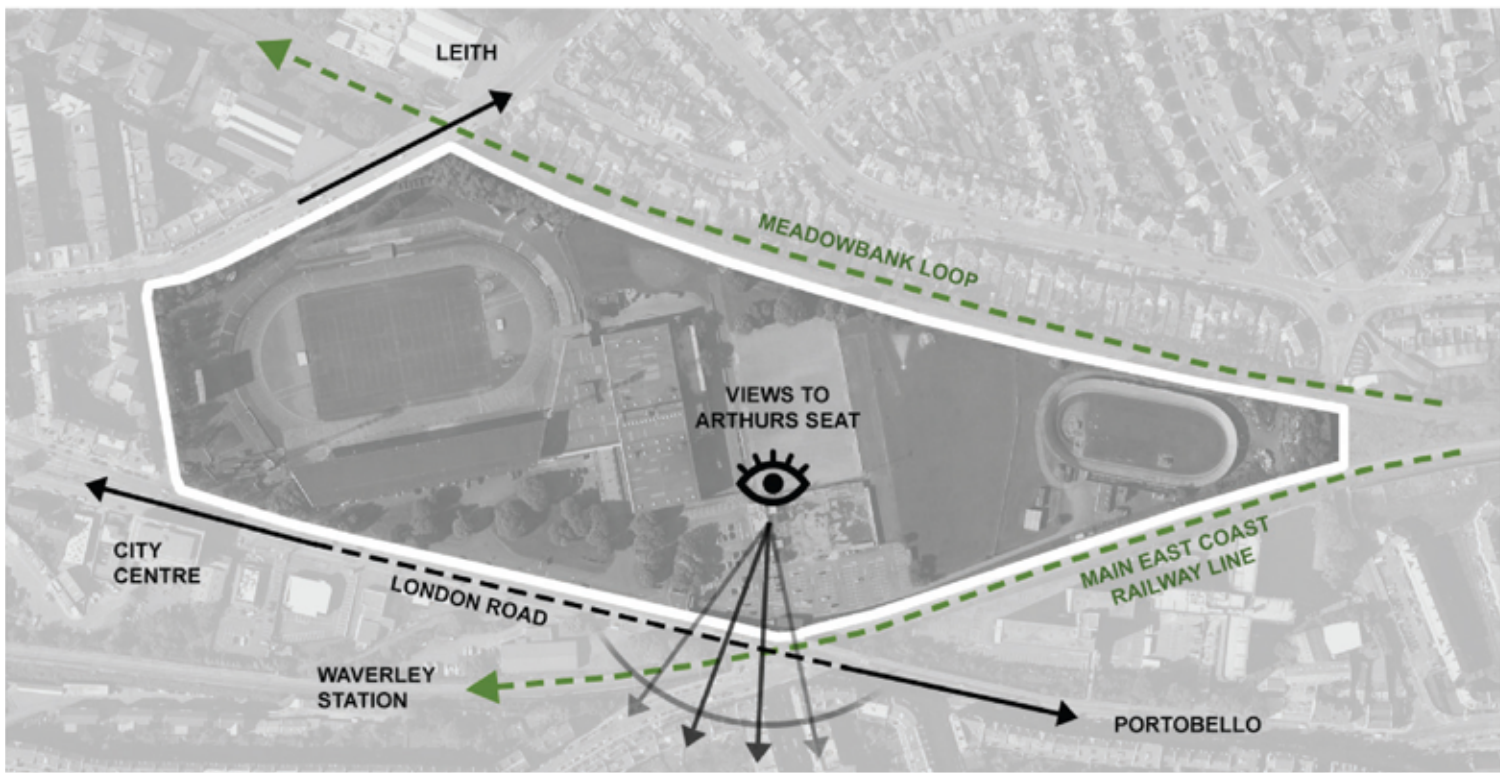 LEITH
MEADOWBANK LOOP
VIEWS TO
ARTHURS SEAT
CITY
CENTRE
LONDON ROAD
MAIN EAST COAST
RAILWAY LINE
WAVERLEY
STATION
PORTOBELLO